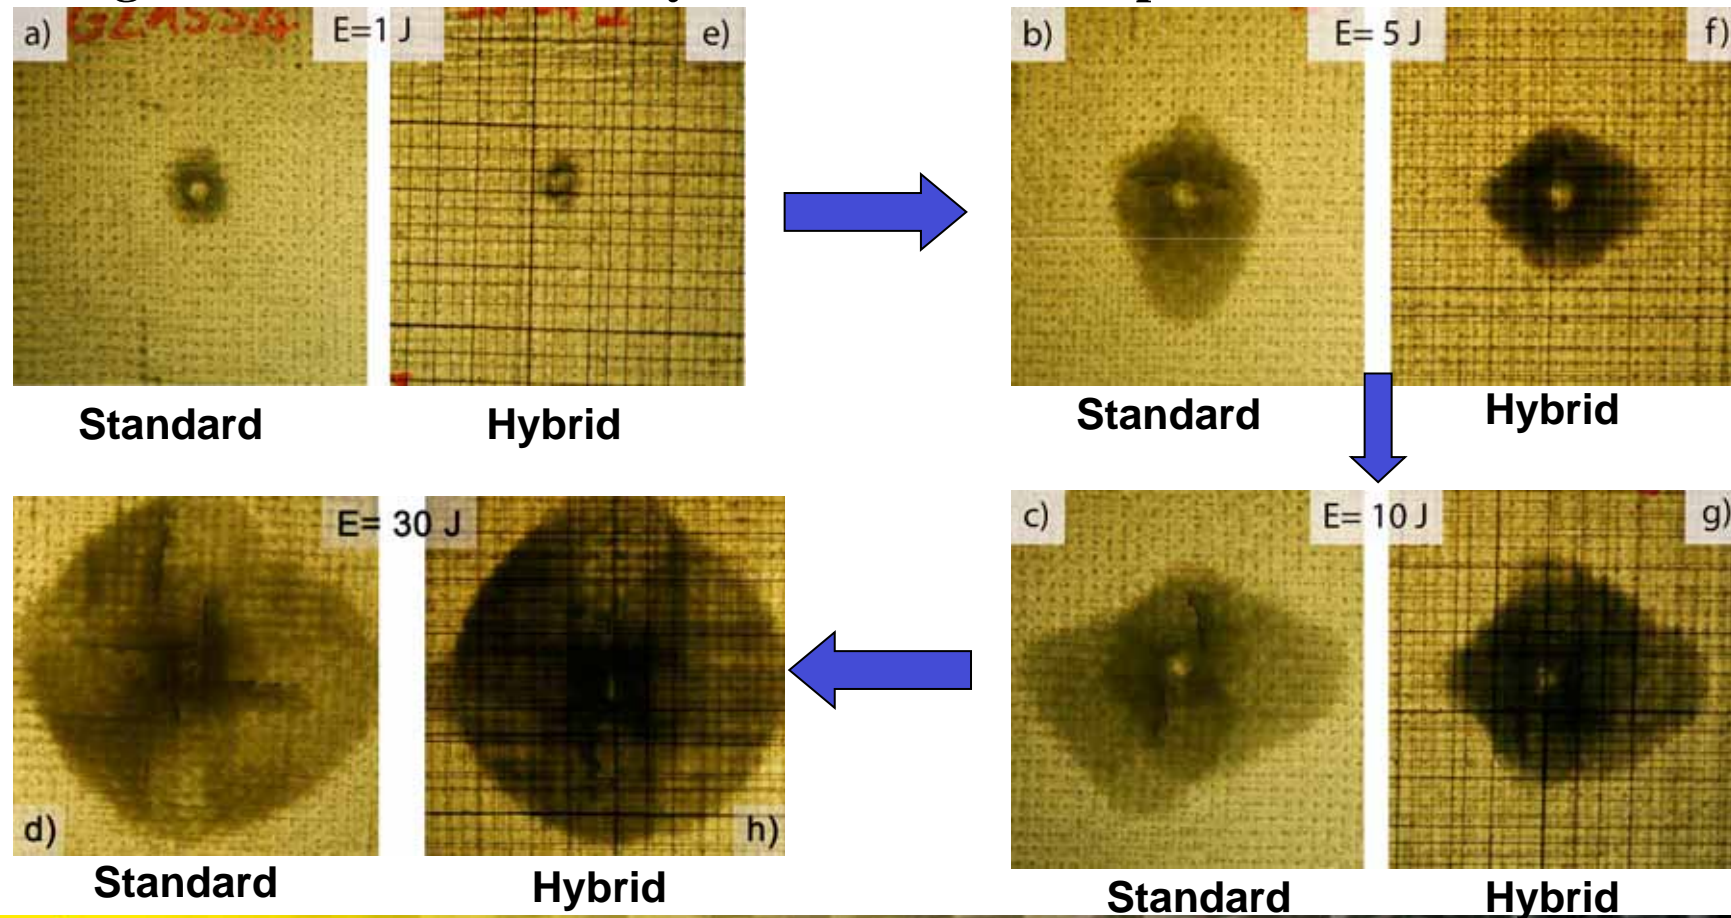 a)
E=1 J
e)
b)
E= 5 J
f)
Standard
Hybrid
Standard
Hybrid
E= 30 J
c)
E= 10 J
g)
d)
h)
Standard
Hybrid
Standard
Hybrid